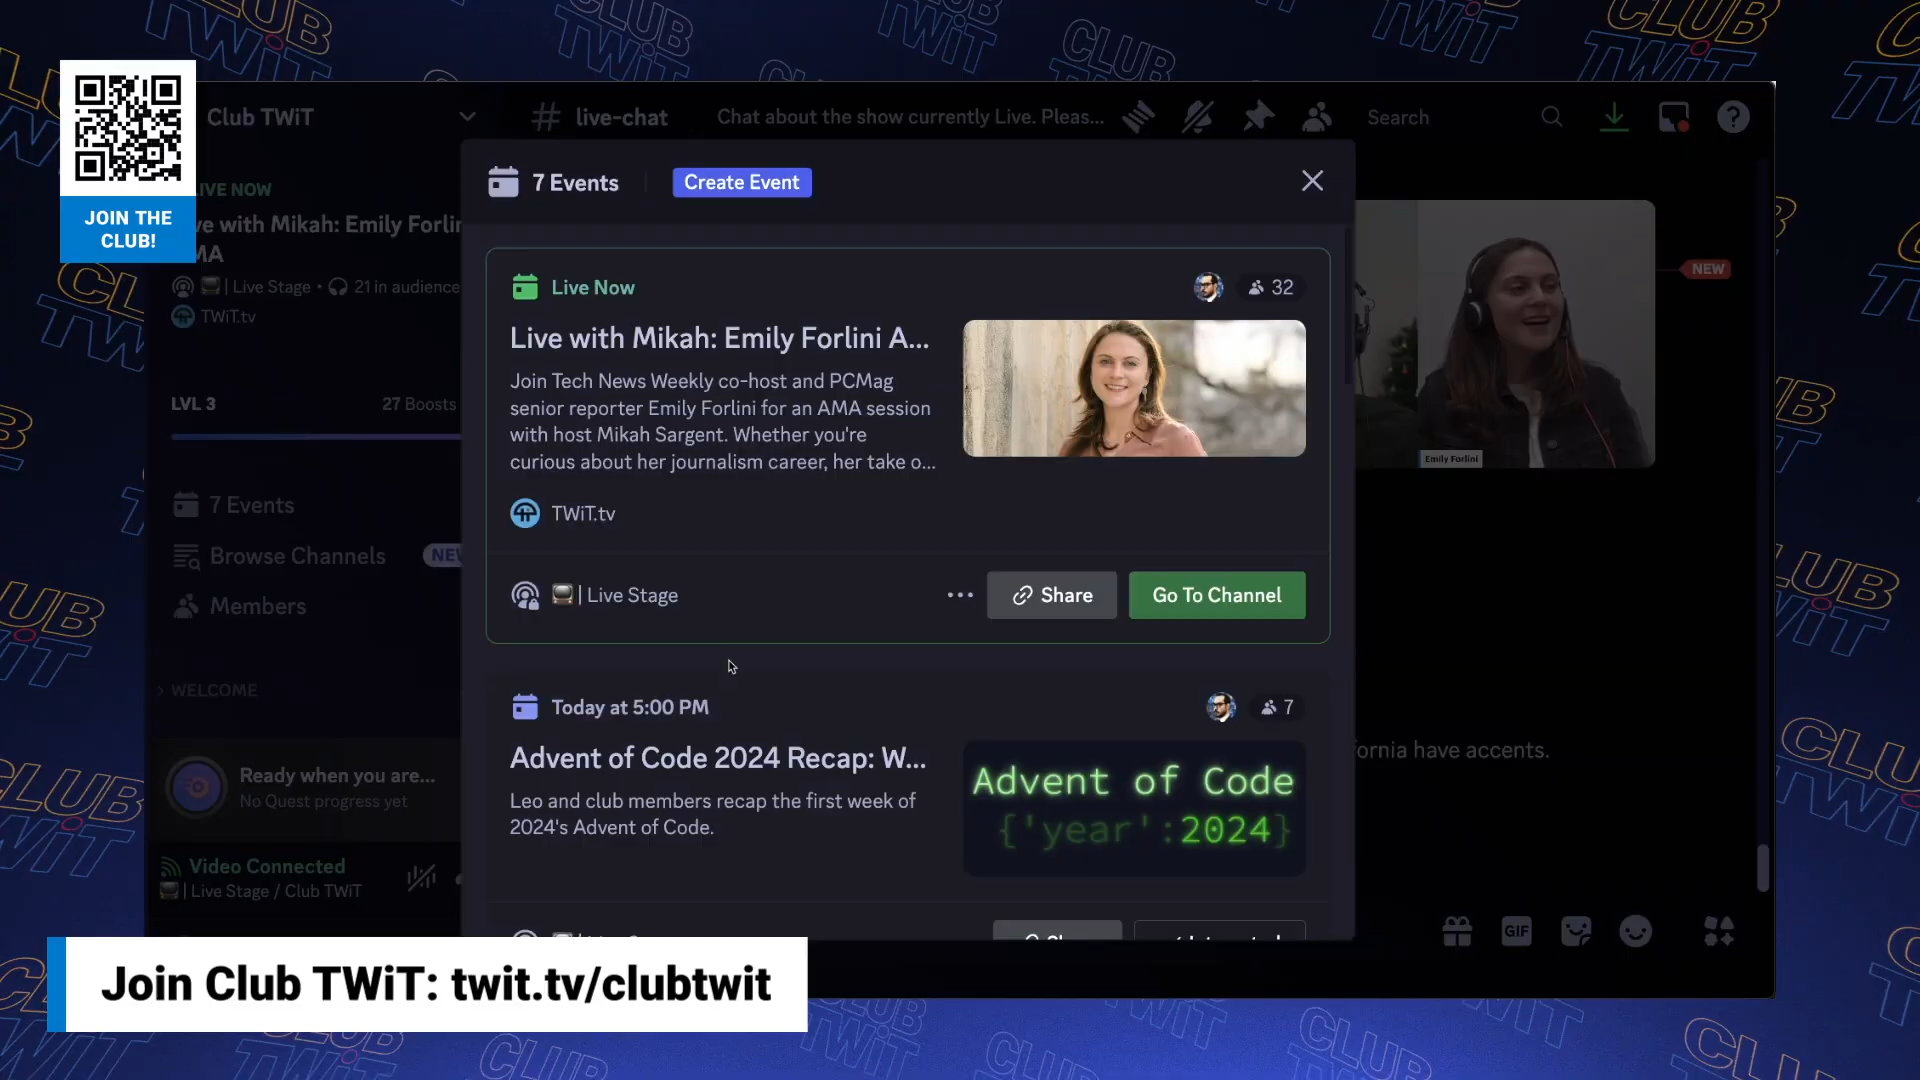 JOIN THE
CLUB!
Club TWiT
# live-chat
Chat about the show currently Live. Pleas...
Search
LIVE NOW
ve with Mikah: Emily Forlin
MA
| Live Stage • 21 in audience
TWiT.tv
LVL 3
27 Boosts
7 Events
Browse Channels
NEW
Members
WELCOME
Ready when you are...
No Quest progress yet
Video Connected
| Live Stage / Club TWiT
7 Events
Create Event
Live Now
32
Live with Mikah: Emily Forlini A...
Join Tech News Weekly co-host and PCMag
senior reporter Emily Forlini for an AMA session
with host Mikah Sargent. Whether you're
curious about her journalism career, her take o...
TWiT.tv
| Live Stage
Share
Go To Channel
Today at 5:00 PM
7
Advent of Code 2024 Recap: W...
Leo and club members recap the first week of
2024's Advent of Code.
Advent of Code
{'year':2024}
NEW
Emily Forlini
fornia have accents.
GIF
Join Club TWiT: twit.tv/clubtwit
CLUB
TWiT